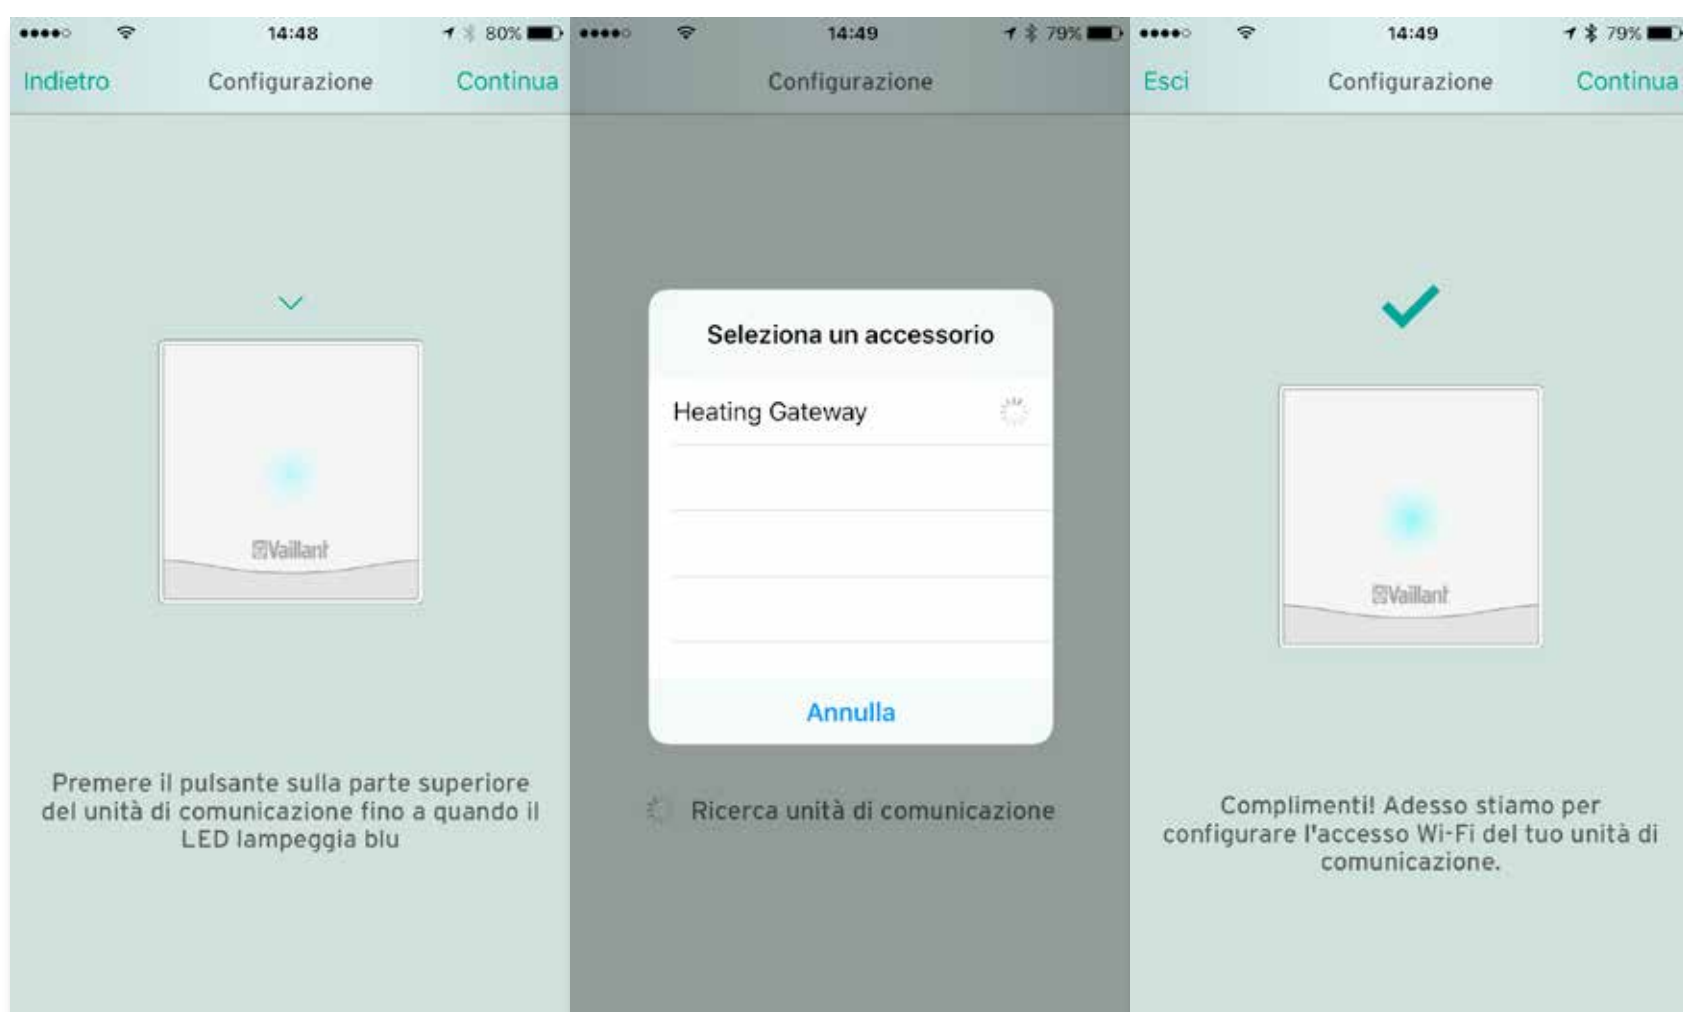 14:48
80%
Indietro
Configurazione
Continua
Vaillant
Premere il pulsante sulla parte superiore
del unità di comunicazione fino a quando il
LED lampeggia blu
14:49
79%
Configurazione
Seleziona un accessorio
Heating Gateway
Annulla
Ricerca unità di comunicazione
14:49
79%
Esci
Configurazione
Continua
Vaillant
Complimenti! Adesso stiamo per
configurare l'accesso Wi-Fi del tuo unità di
comunicazione.